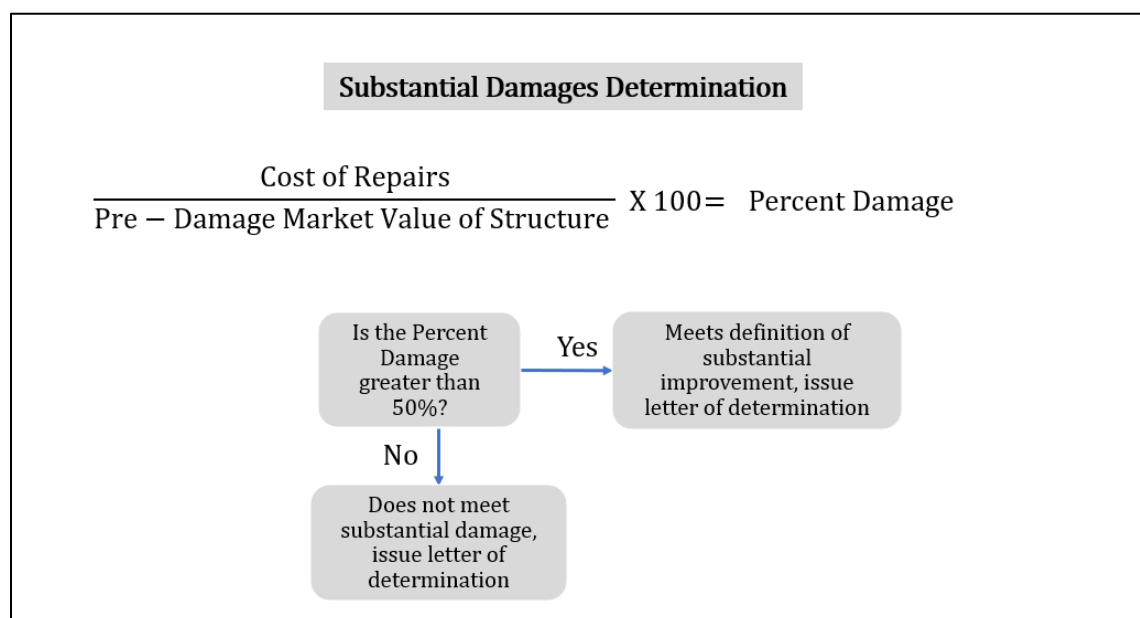 Substantial Damages Determination
Cost of Repairs
Pre − Damage Market Value of Structure
X 100 = Percent Damage
Is the Percent
Damage
greater than
50%?
Yes
Meets definition of
substantial
improvement, issue
letter of determination
No
Does not meet
substantial damage,
issue letter of
determination